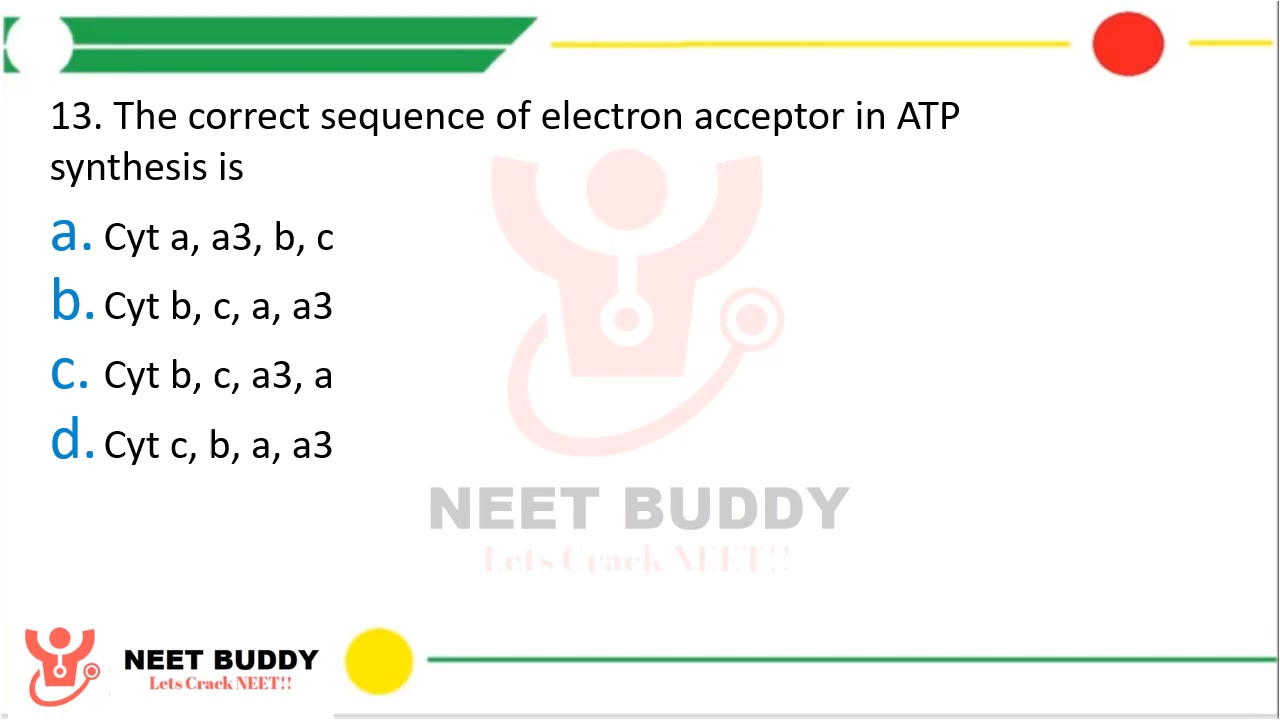 13. The correct sequence of electron acceptor in ATP
synthesis is
a. Cyt a, a3, b, c
b. Cyt b, c, a, a3
c. Cyt b, c, a3, a
d. Cyt c, b, a, a3
NEET BUDDY
Lets Crack NEET!!
NEET BUDDY
Lets Crack NEET!!